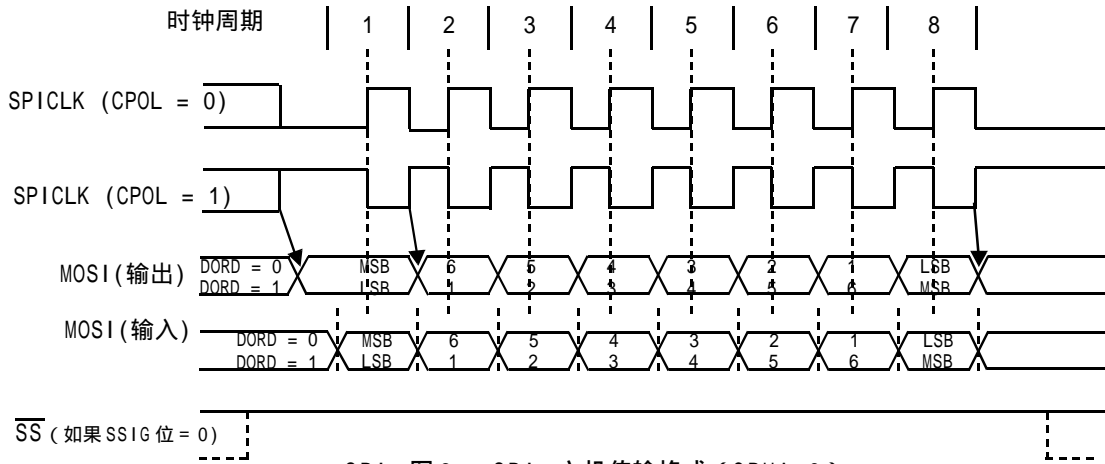 时钟周期 1 2 3 4 5 6 7 8
SPICLK (CPOL = 0)
SPICLK (CPOL = 1)
MOSI(输出) DORD = 0 MSB 6 5 4 3 2 1 LSB
DORD = 1 LSB 1 2 3 4 5 6 MSB
MOSI(输入) DORD = 0 MSB 6 5 4 3 2 1 LSB
DORD = 1 LSB 1 2 3 4 5 6 MSB
SS (如果SSIG位= 0)